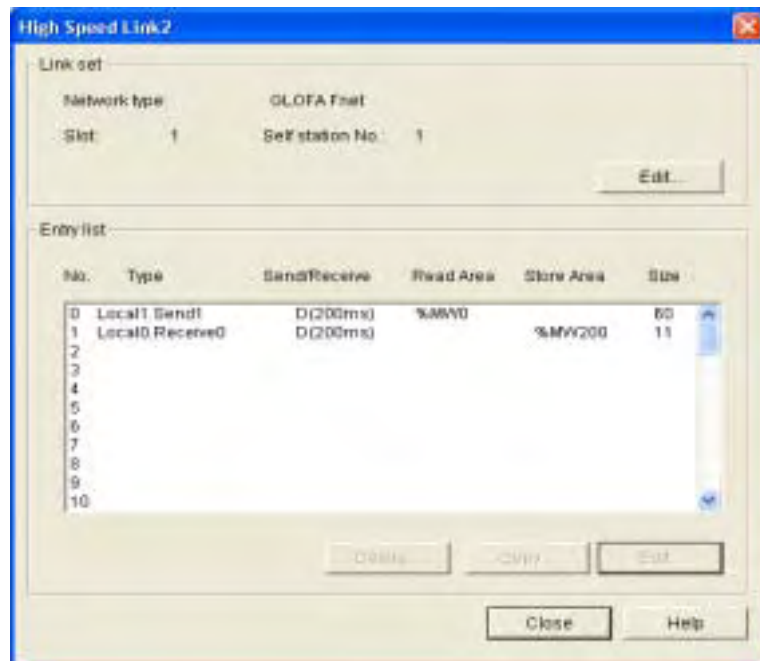 High Speed Link2
Link set
Network type GLOFA Fnet
Slot: 1 Self station No. 1
Edit...
Entry list
No. Type Send/Receive Read Area Store Area Size
0 Local1 Send1 D(200ms) %MW0 60
1 Local0 Receive0 D(200ms) %MW200 11
2
3
4
5
6
7
8
9
10
Delete... Copy... Edit...
Close Help